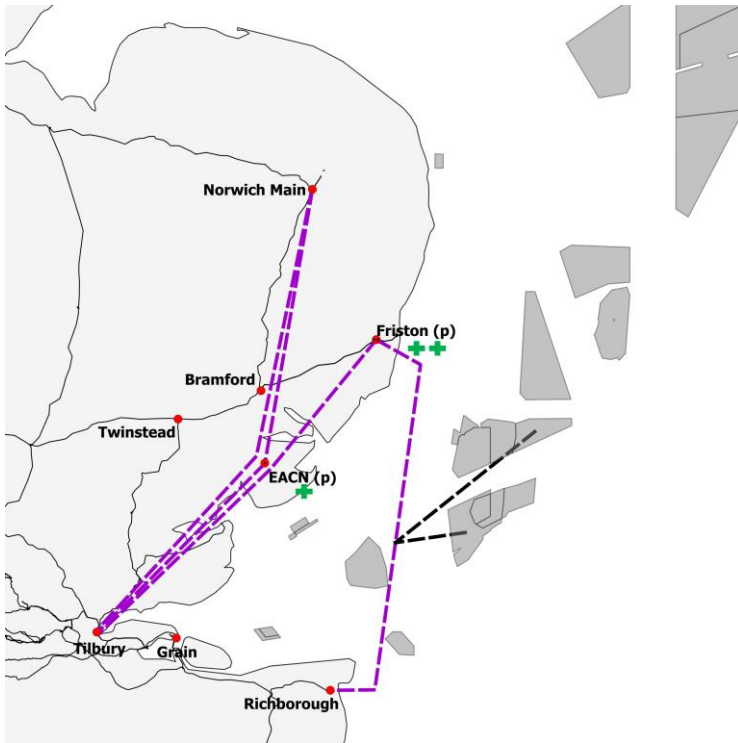 Norwich Main
Friston (p)
Bramford
Twinstead
EACN (p)
Tilbury
Grain
Richborough